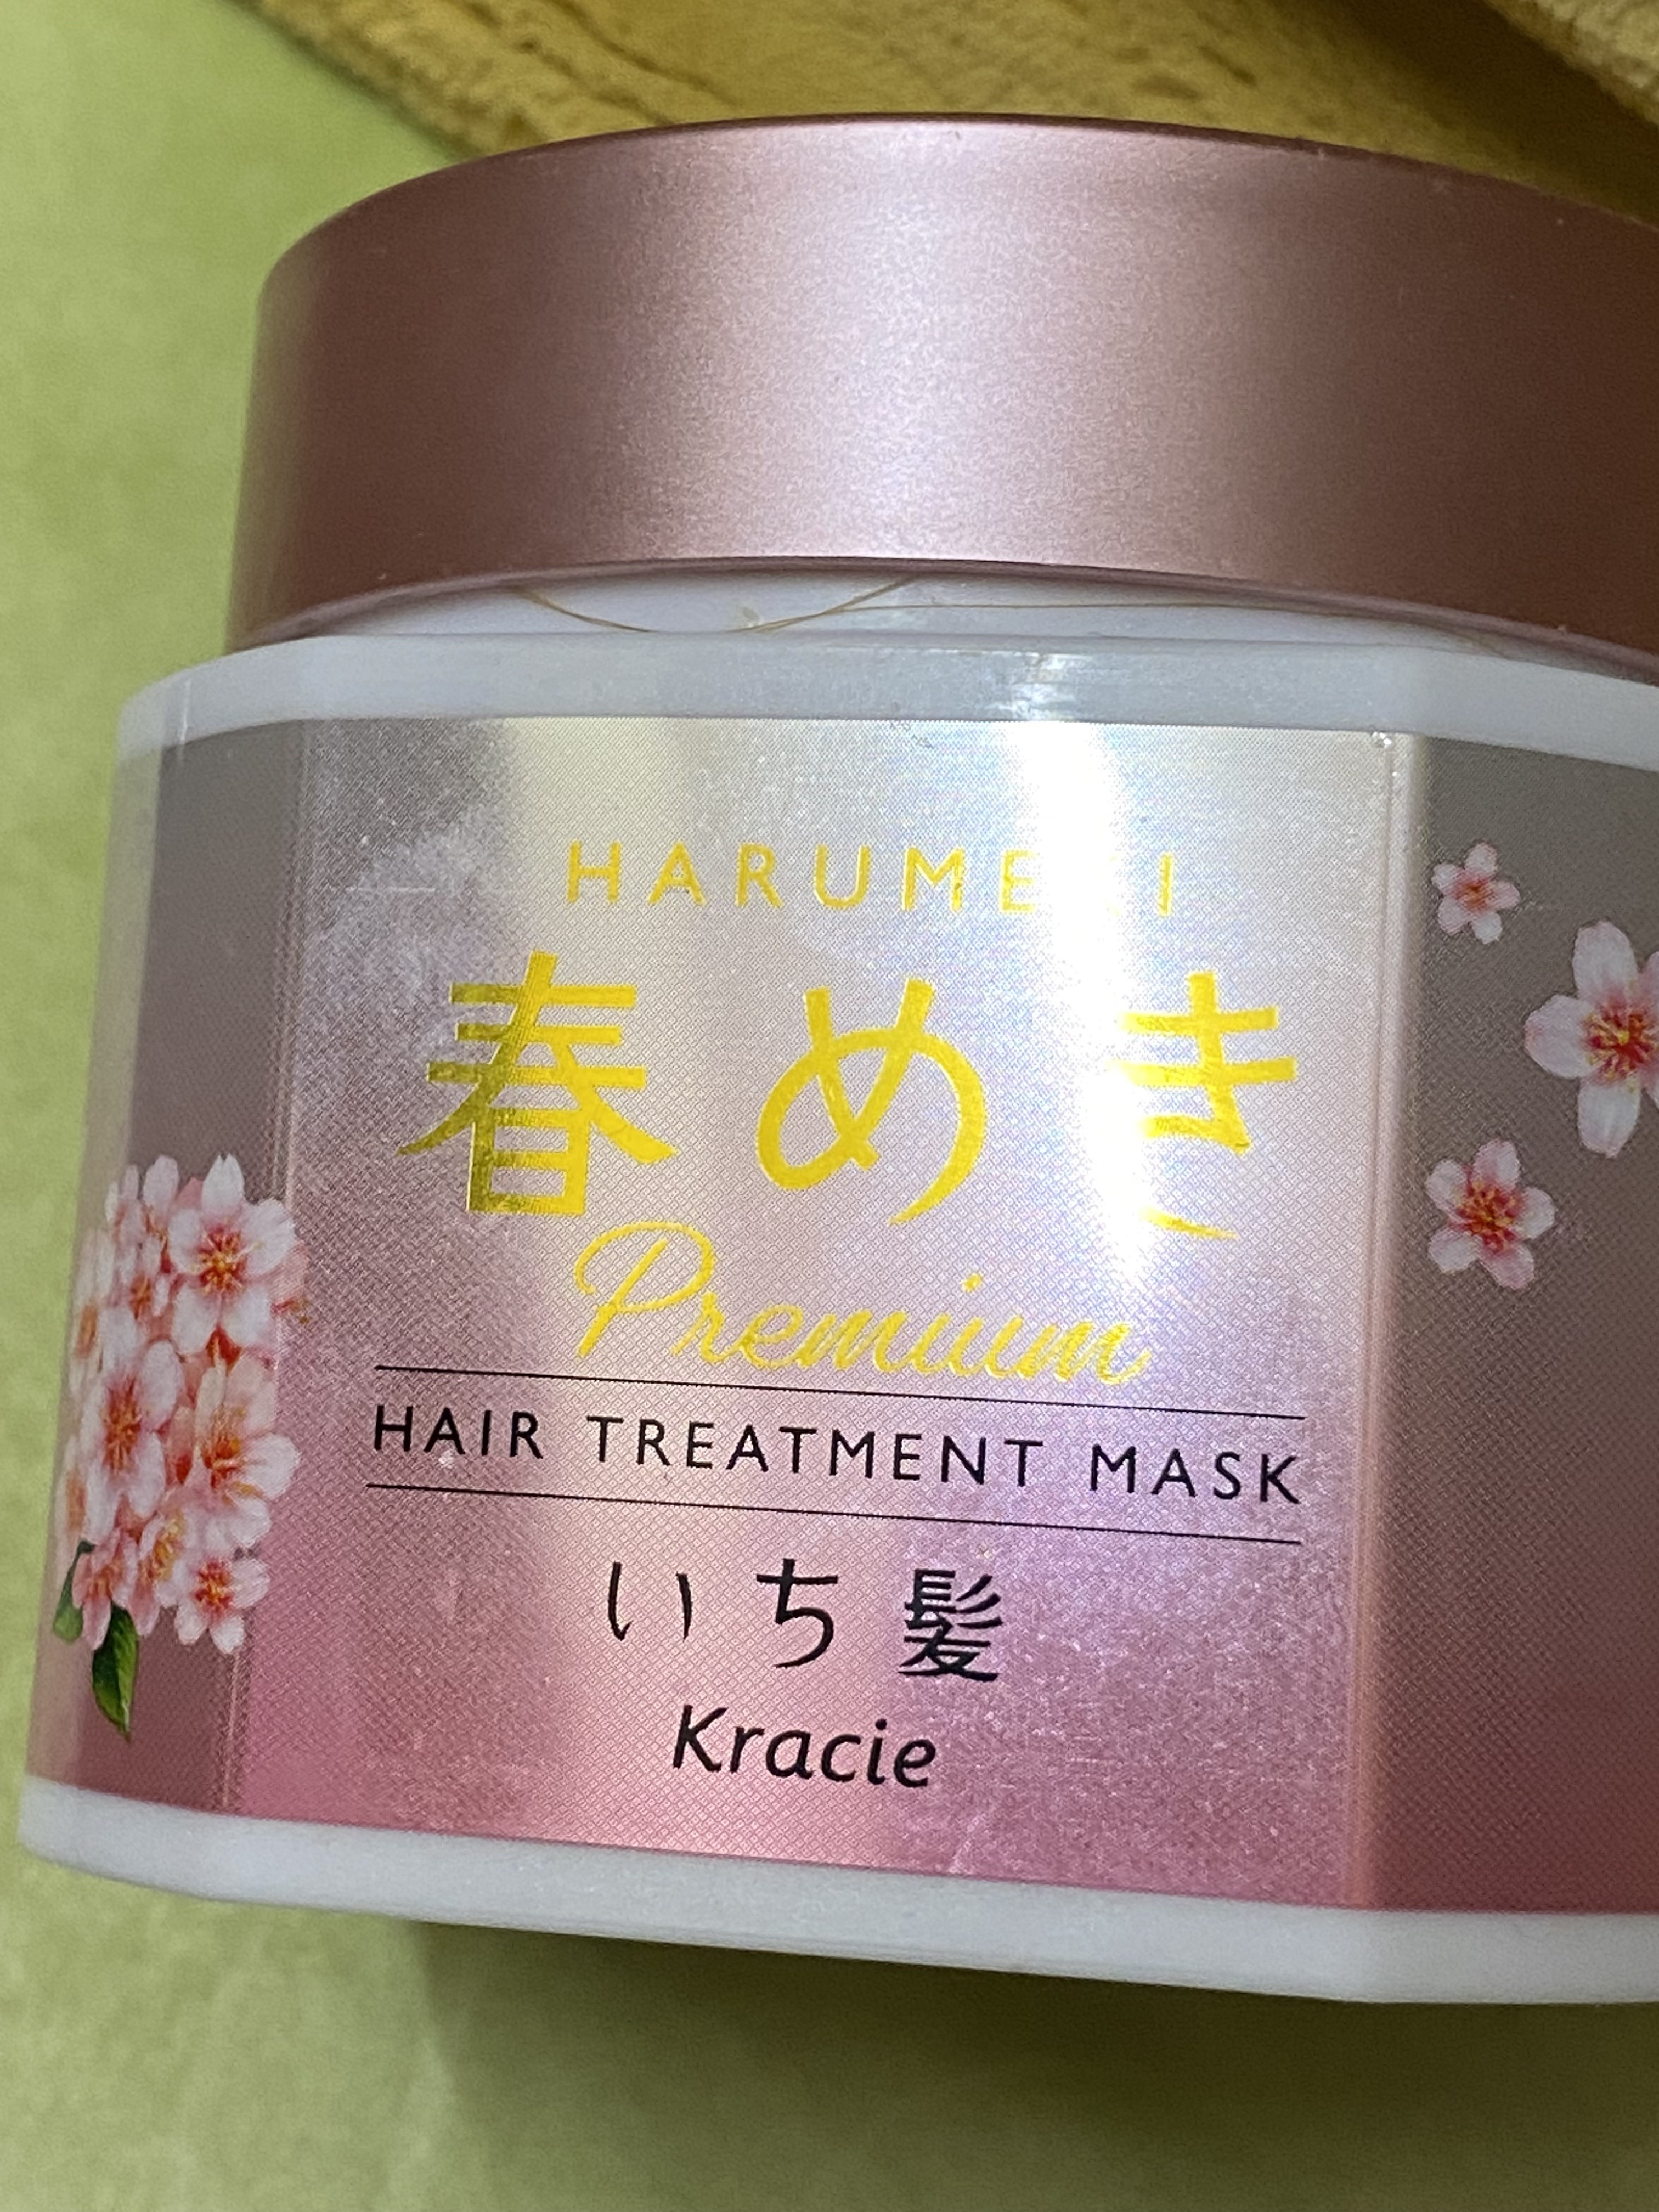 HARUMEKI
春めき
Premium
HAIR TREATMENT MASK
いち髪
Kracie